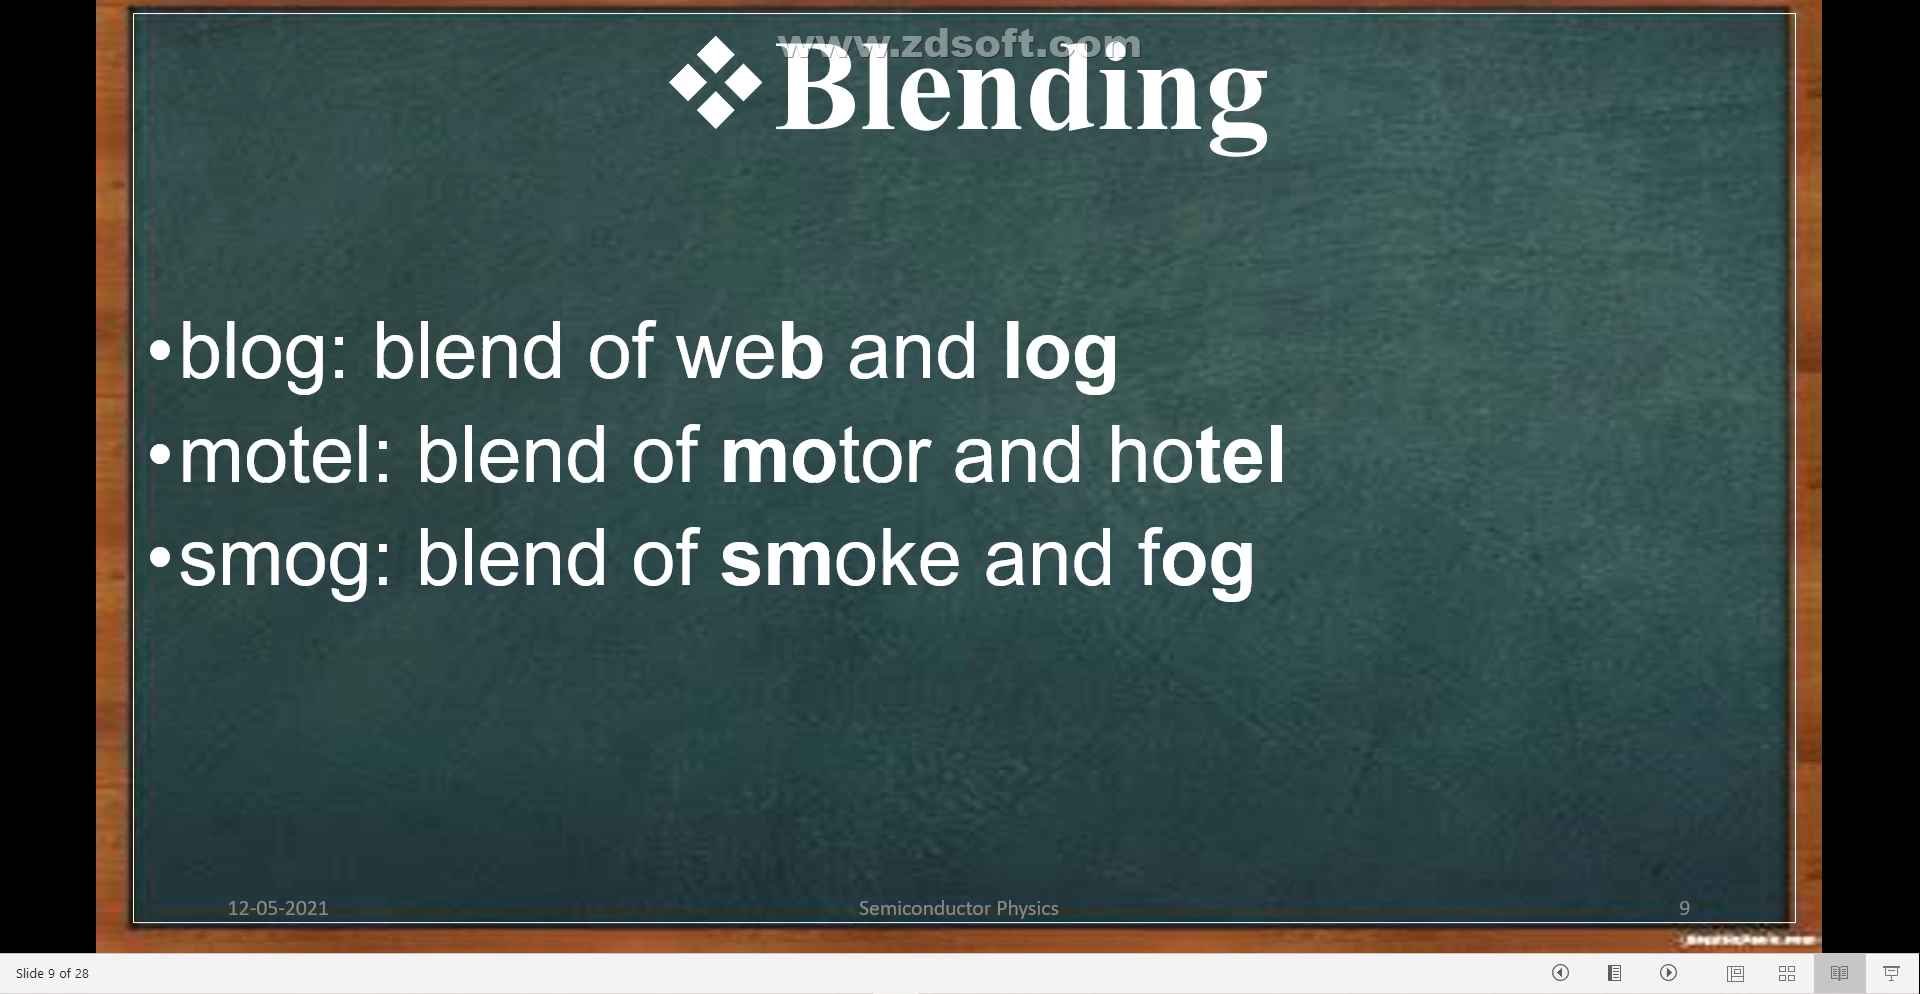 www.zdsoft.com
❖Blending
•blog: blend of web and log
•motel: blend of motor and hotel
•smog: blend of smoke and fog
12-05-2021 Semiconductor Physics 9
Slide 9 of 28